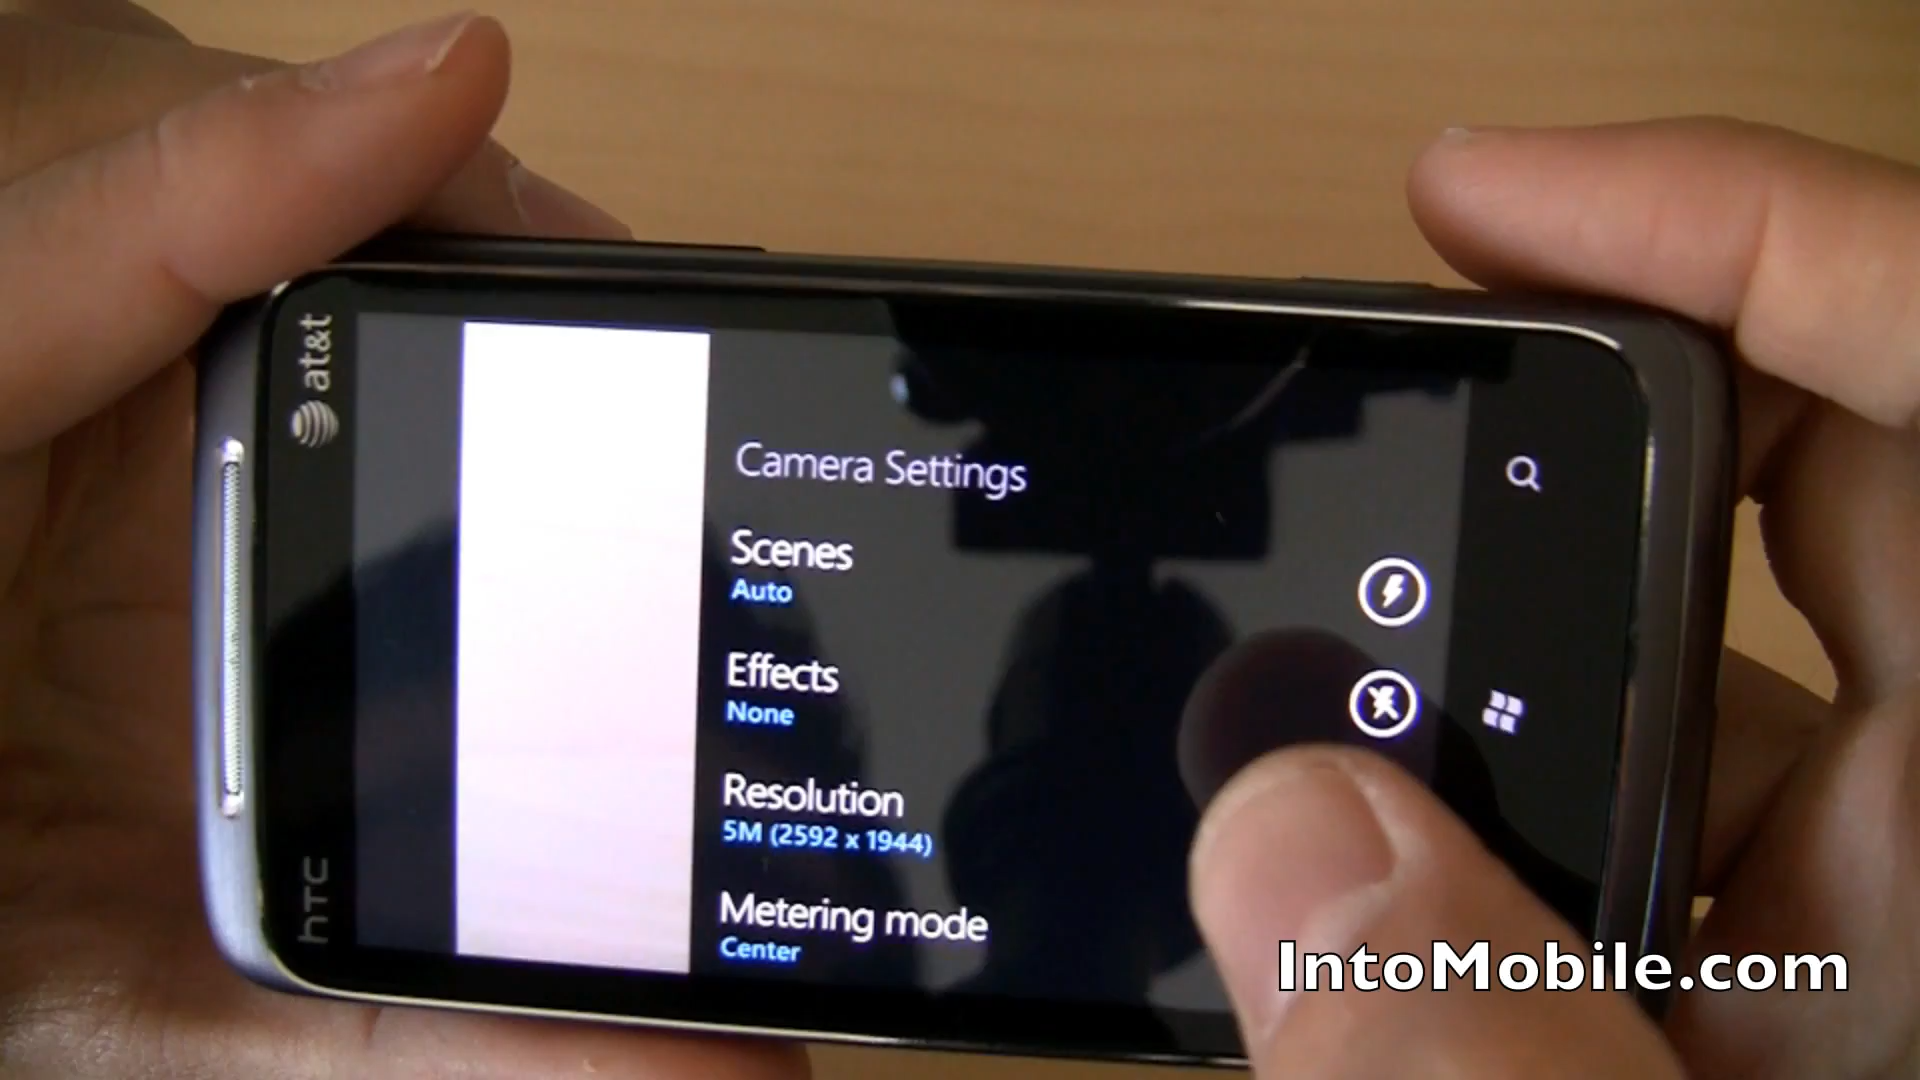 at&t
hTC
Camera Settings
Scenes
Auto
Effects
None
Resolution
5M (2592 x 1944)
Metering mode
Center
IntoMobile.com